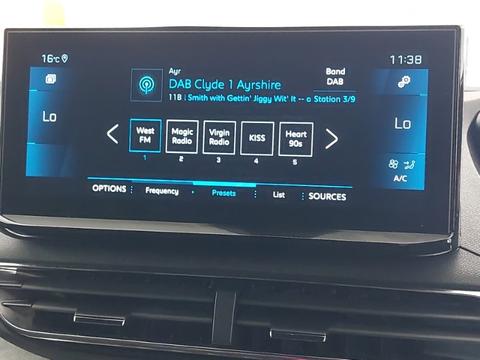 16°C 11:38
Ayr
DAB Clyde 1 Ayrshire
Band
DAB
11B | Smith with Gettin' Jiggy Wit' It -- o Station 3/9
Lo
Lo
West FM
Magic Radio
Virgin Radio
KISS
Heart 90s
1 2 3 4 5
A/C
OPTIONS Frequency Presets List SOURCES